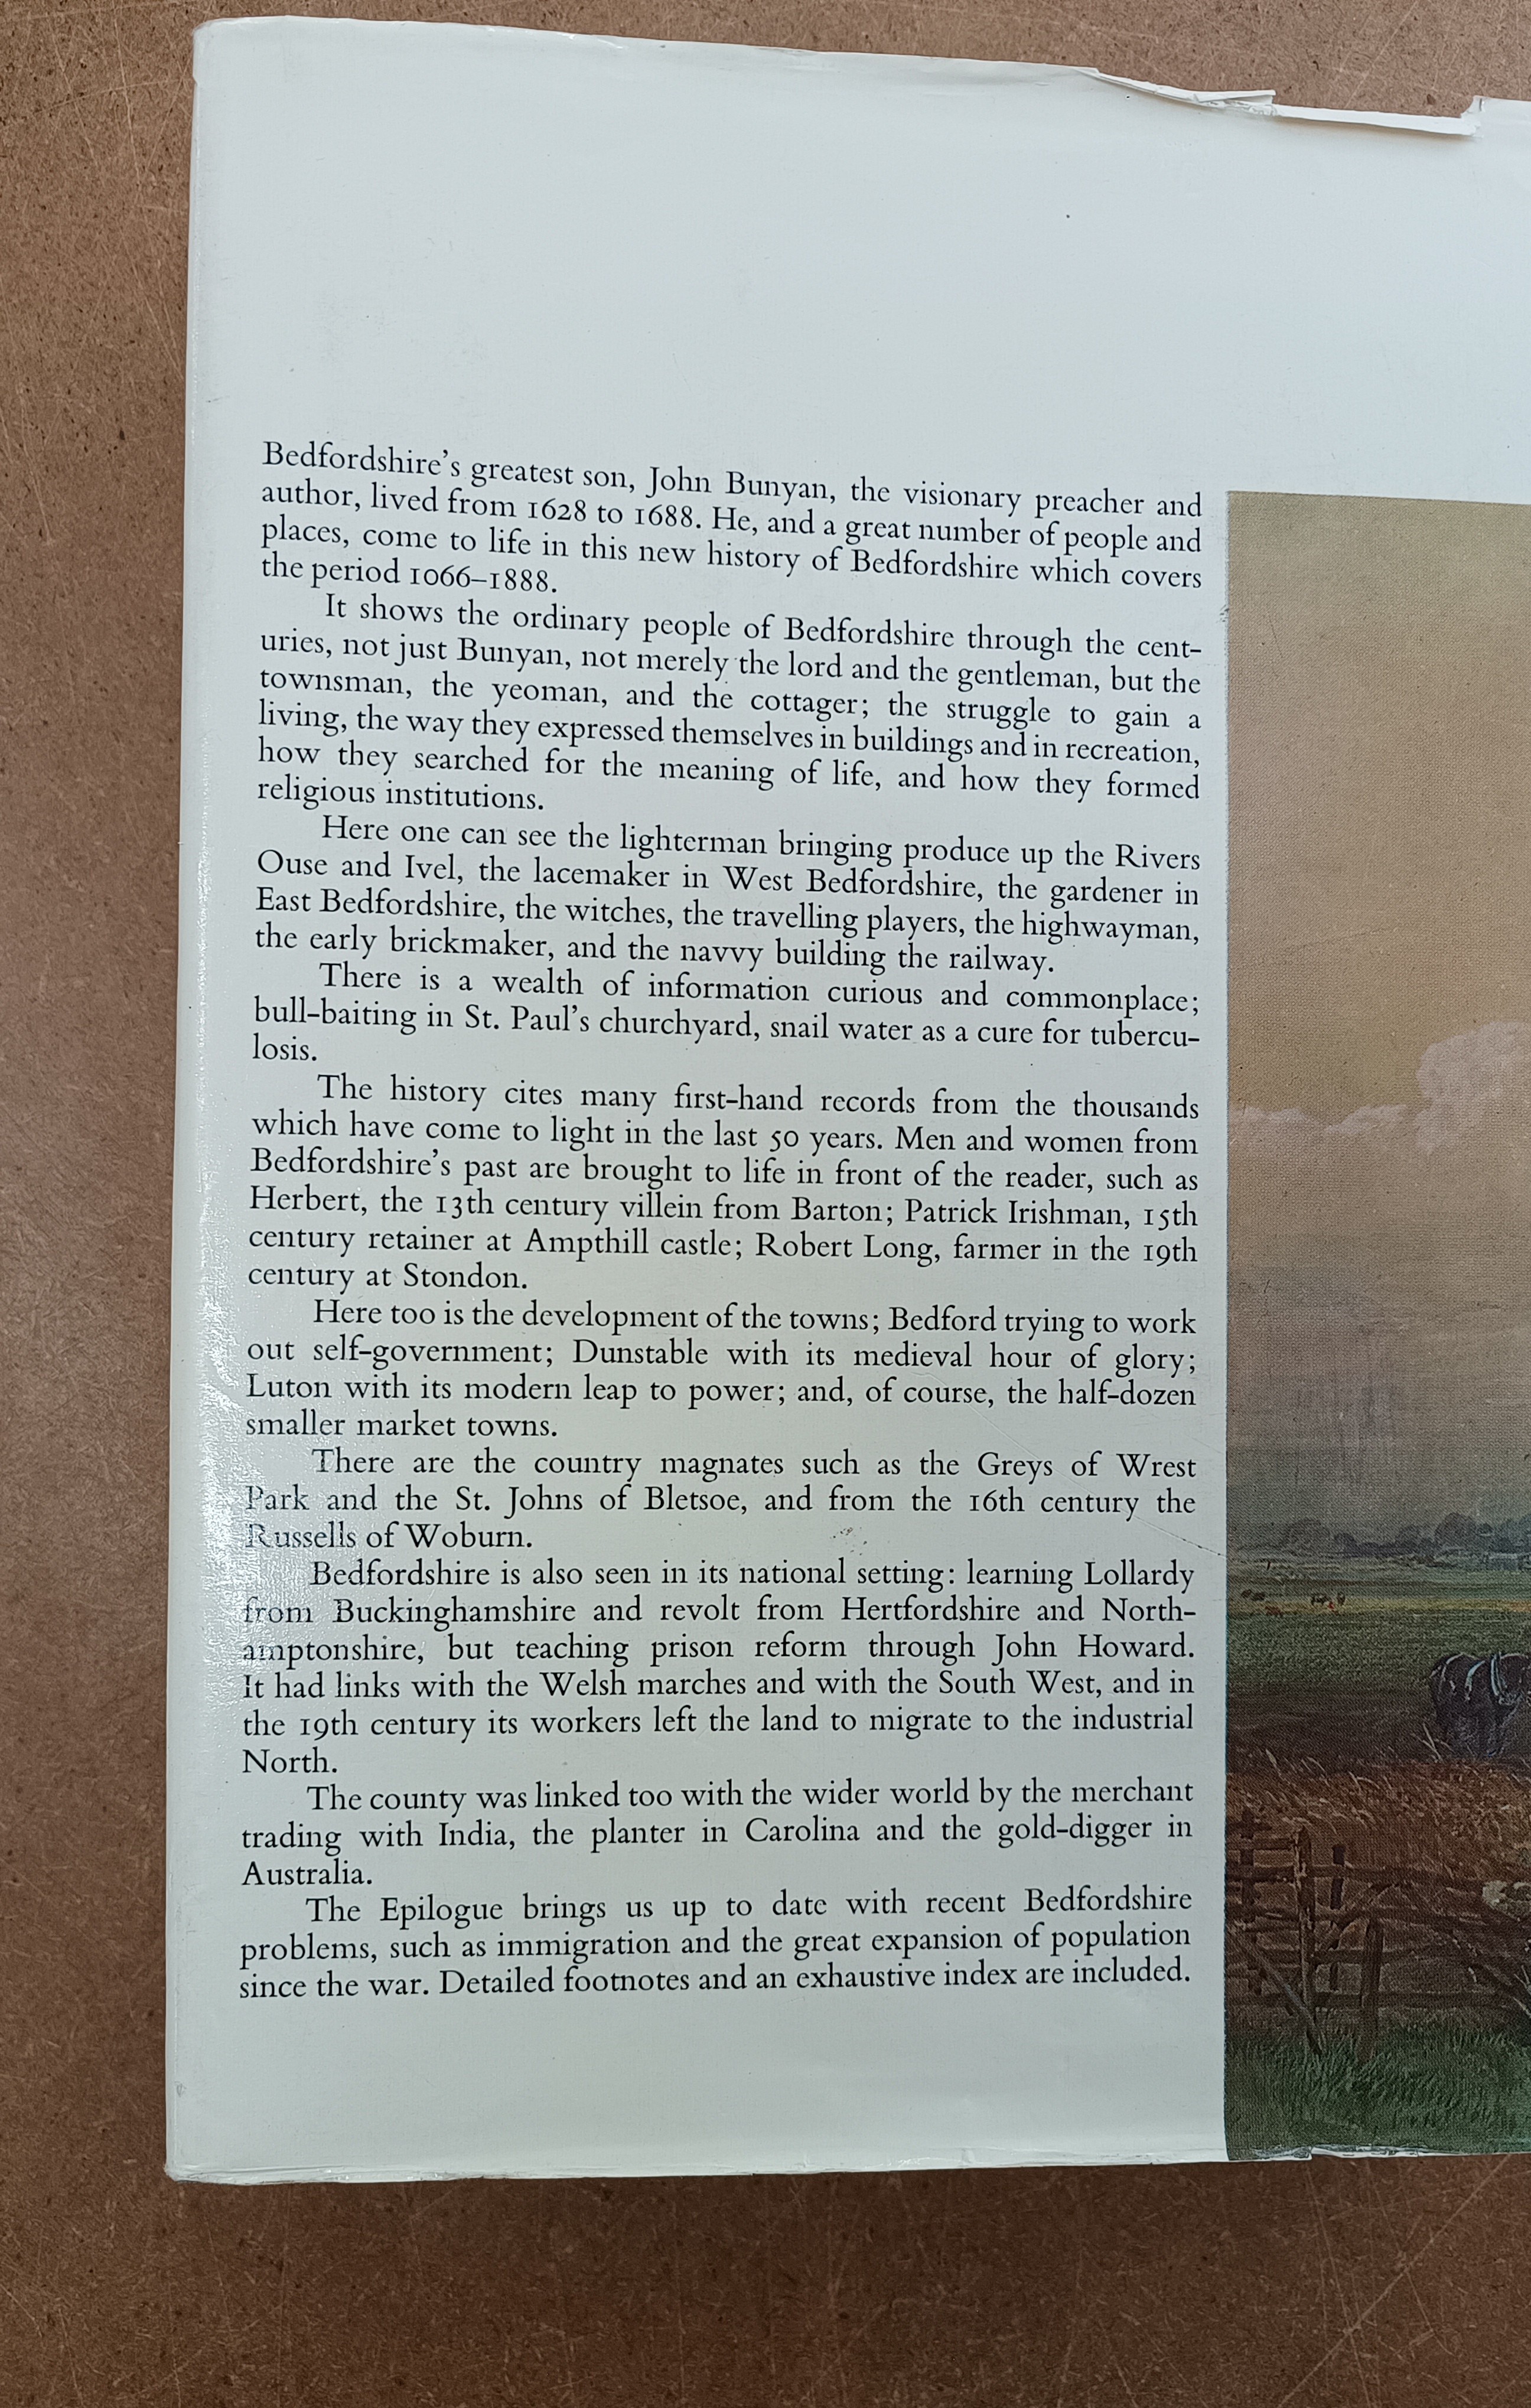 Bedfordshire's greatest son, John Bunyan, the visionary preacher and
author, lived from 1628 to 1688. He, and a great number of people and
places, come to life in this new history of Bedfordshire which covers
the period 1066–1888.
It shows the ordinary people of Bedfordshire through the cent-
uries, not just Bunyan, not merely the lord and the gentleman, but the
townsman, the yeoman, and the cottager; the struggle to gain a
living, the way they expressed themselves in buildings and in recreation,
how they searched for the meaning of life, and how they formed
religious institutions.
Here one can see the lighterman bringing produce up the Rivers
Ouse and Ivel, the lacemaker in West Bedfordshire, the gardener in
East Bedfordshire, the witches, the travelling players, the highwayman,
the early brickmaker, and the navvy building the railway.
There is a wealth of information curious and commonplace;
bull-baiting in St. Paul's churchyard, snail water as a cure for tubercu-
losis.
The history cites many first-hand records from the thousands
which have come to light in the last 50 years. Men and women from
Bedfordshire's past are brought to life in front of the reader, such as
Herbert, the 13th century villein from Barton; Patrick Irishman, 15th
century retainer at Ampthill castle; Robert Long, farmer in the 19th
century at Stondon.
Here too is the development of the towns; Bedford trying to work
out self-government; Dunstable with its medieval hour of glory;
Luton with its modern leap to power; and, of course, the half-dozen
smaller market towns.
There are the country magnates such as the Greys of Wrest
Park and the St. Johns of Bletsoe, and from the 16th century the
Russells of Woburn.
Bedfordshire is also seen in its national setting: learning Lollardy
from Buckinghamshire and revolt from Hertfordshire and North-
amptonshire, but teaching prison reform through John Howard.
It had links with the Welsh marches and with the South West, and in
the 19th century its workers left the land to migrate to the industrial
North.
The county was linked too with the wider world by the merchant
trading with India, the planter in Carolina and the gold-digger in
Australia.
The Epilogue brings us up to date with recent Bedfordshire
problems, such as immigration and the great expansion of population
since the war. Detailed footnotes and an exhaustive index are included.